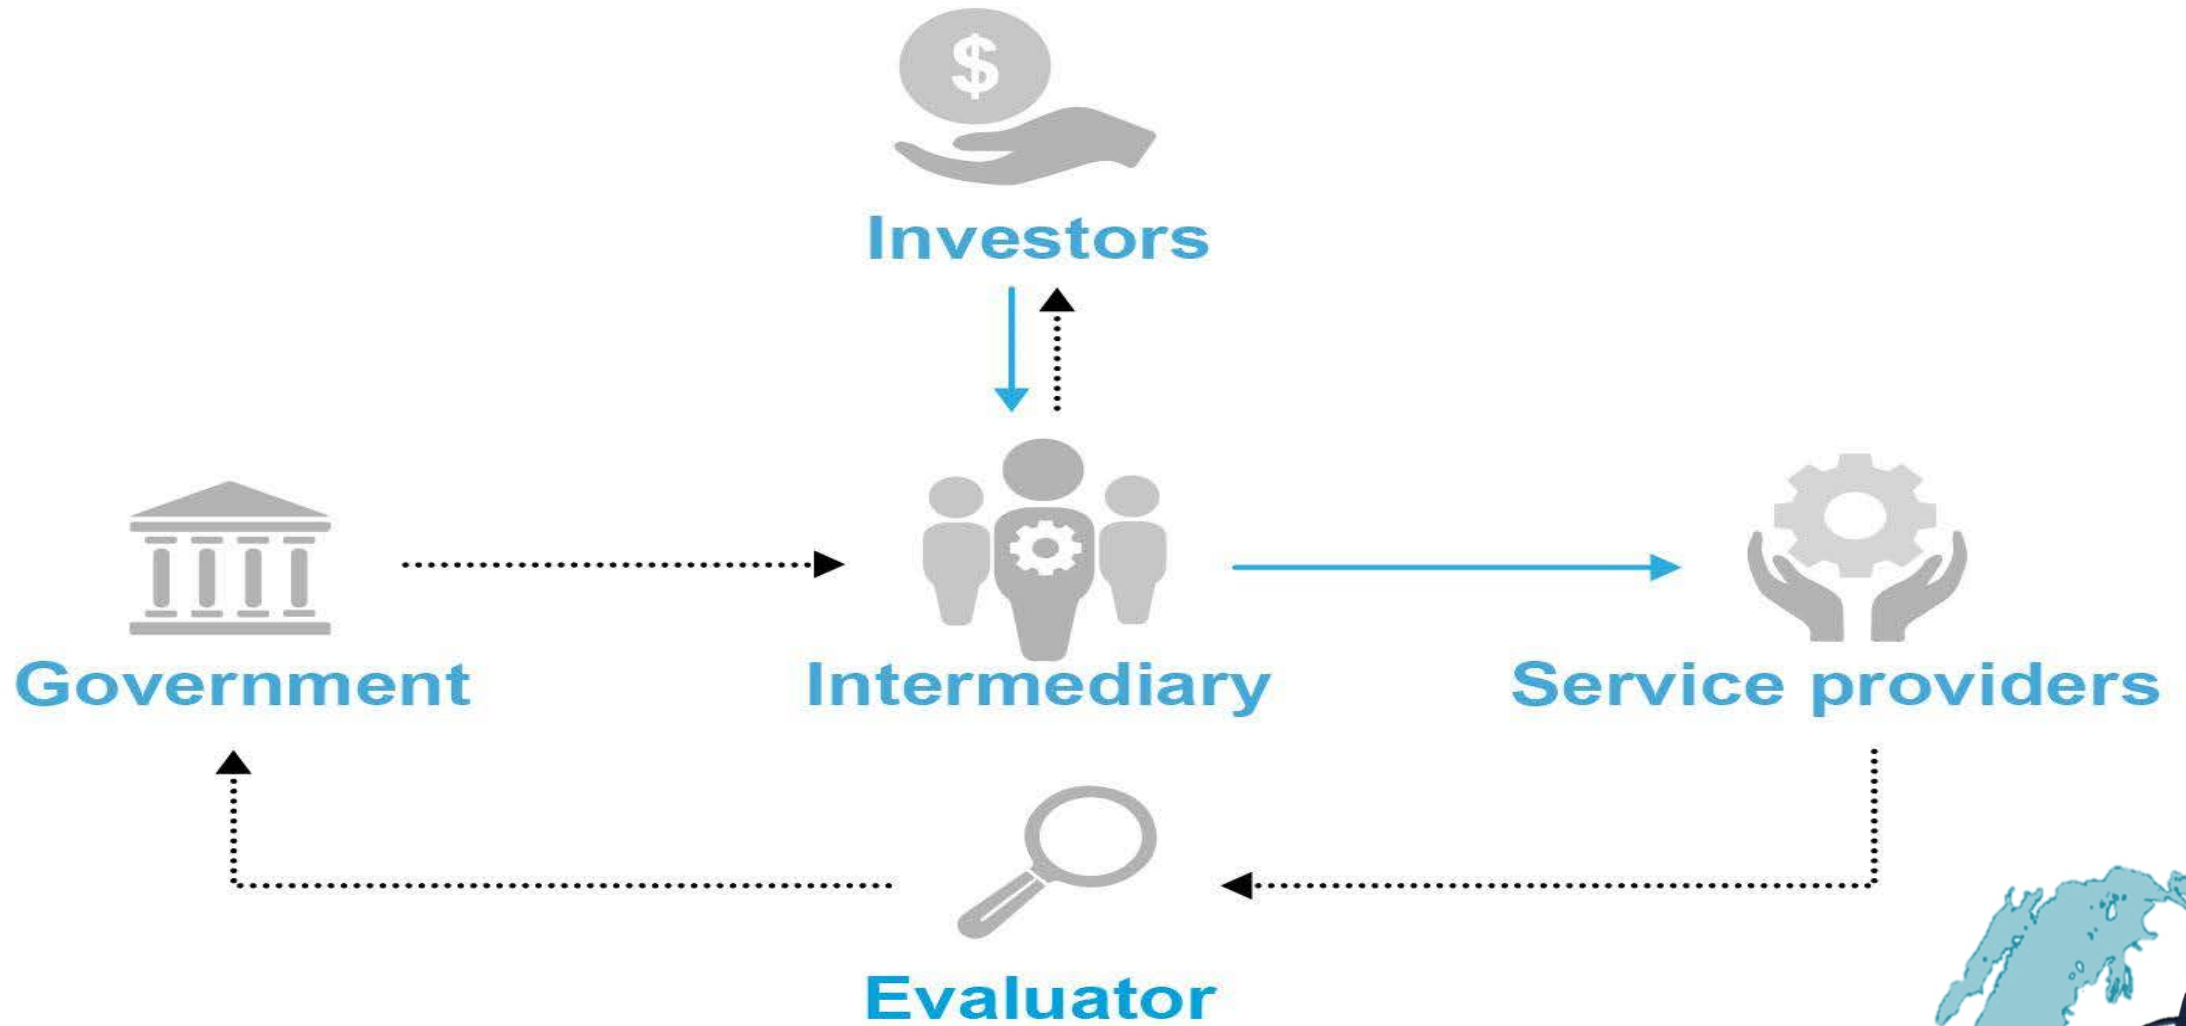 $
Investors
Government
Intermediary
Service providers
Evaluator